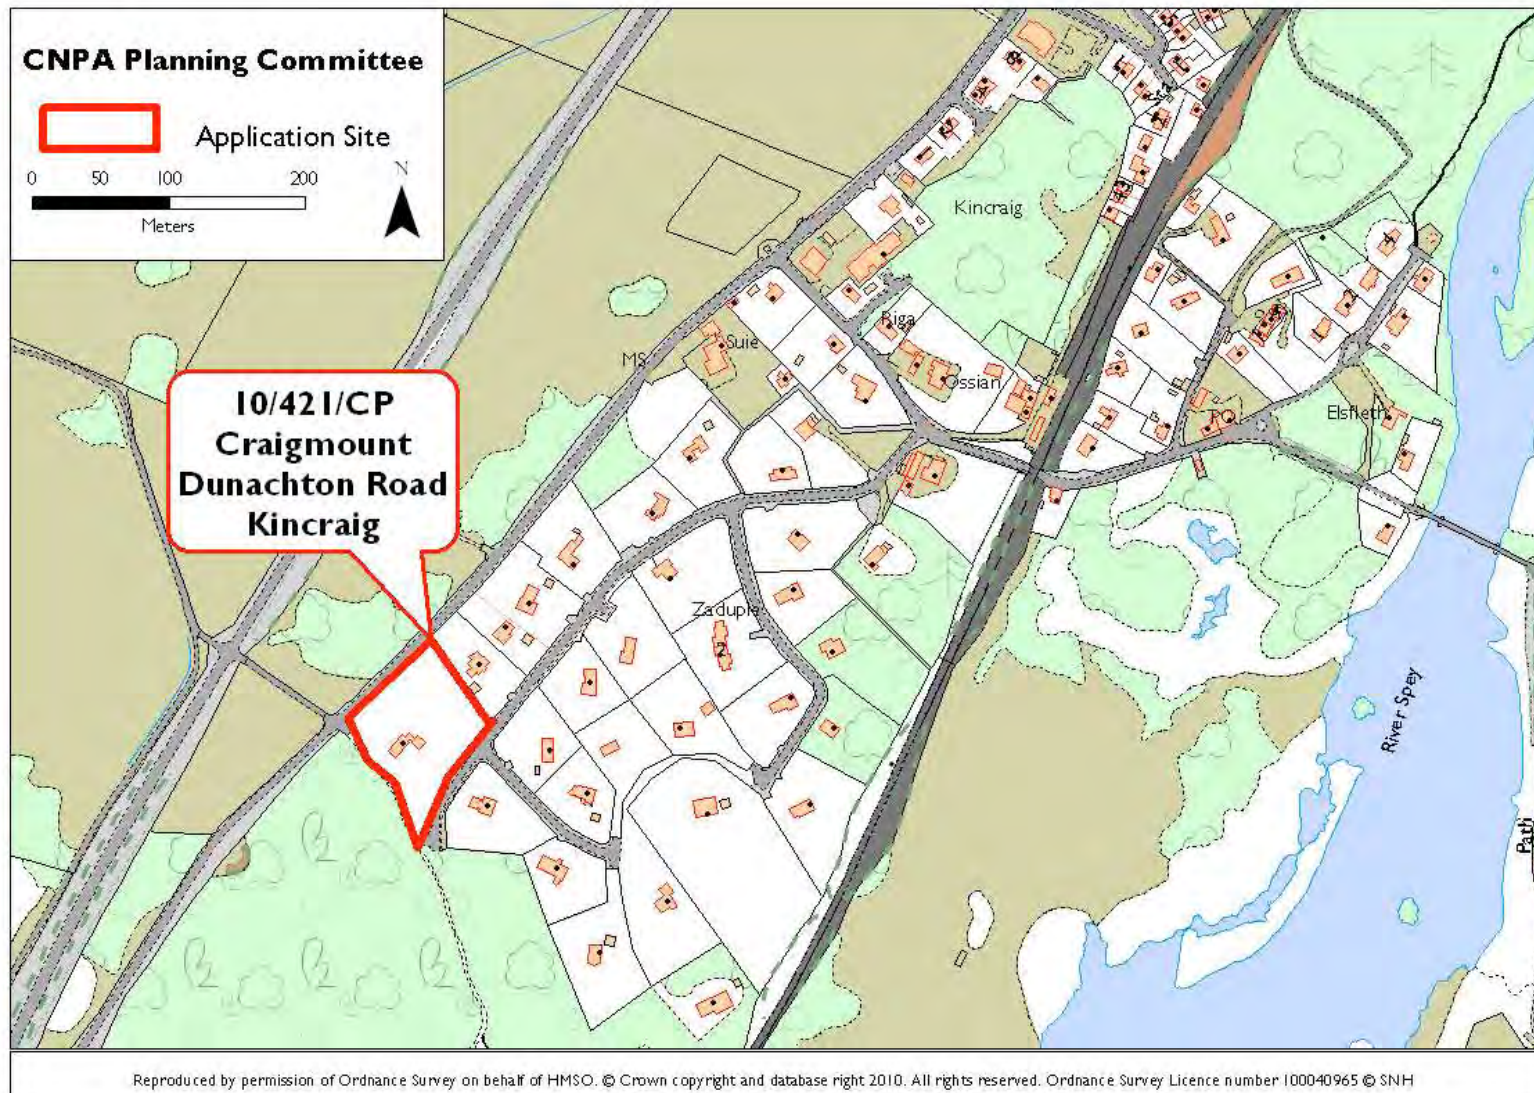 CNPA Planning Committee
Application Site
0 50 100 200
Meters
N
Kincraig
Riga
Suie
MS
Ossian
PO
Elsfleth
10/421/CP
Craigmount
Dunachton Road
Kincraig
Zaduple
2
River Spey
Path
Reproduced by permission of Ordnance Survey on behalf of HMSO. © Crown copyright and database right 2010. All rights reserved. Ordnance Survey Licence number 100040965 © SNH